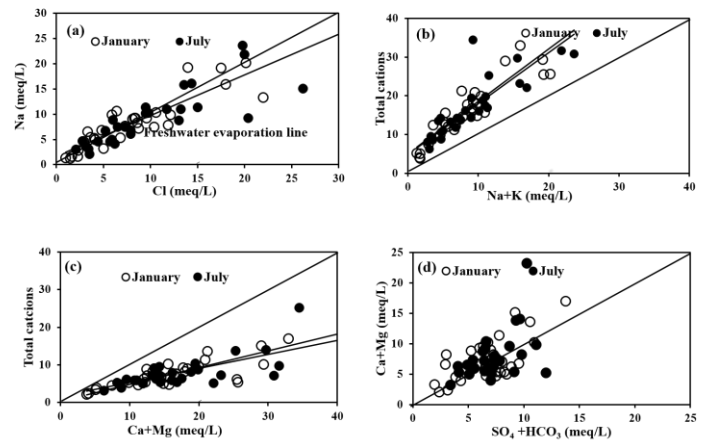 (a)
January
July
30
25
20
15
10
5
0
Na (meq/L)
Freshwater evaporation line
0 5 10 15 20 25 30
Cl (meq/L)
(b)
January
July
40
30
20
10
0
Total cations
0 10 20 30 40
Na+K (meq/L)
(c)
January
July
40
30
20
10
0
Total catcions
0 10 20 30 40
Ca+Mg (meq/L)
(d)
January
July
25
20
15
10
5
0
Ca+Mg (meq/L)
0 5 10 15 20 25
SO4 +HCO3 (meq/L)